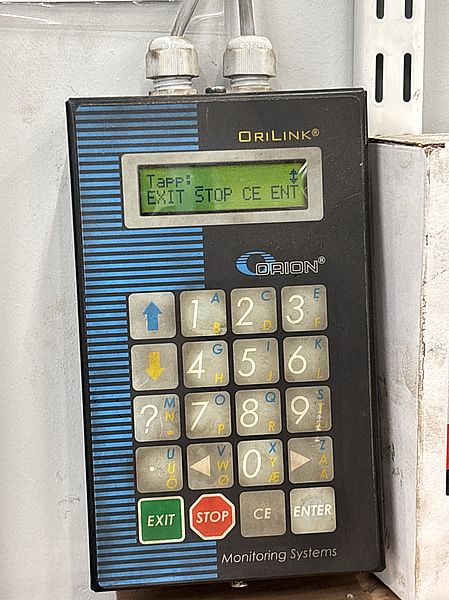 ORILINK®
Tapp:
EXIT STOP CE ENT
ORION®
1 A B
2 C D
3 E F
4 G H
5 I J
6 K L
? M N
7 O P
8 Q R
9 S
. U Ü Ö
V W Ø
0 X Y Æ
Z
EXIT STOP CE ENTER
Monitoring Systems